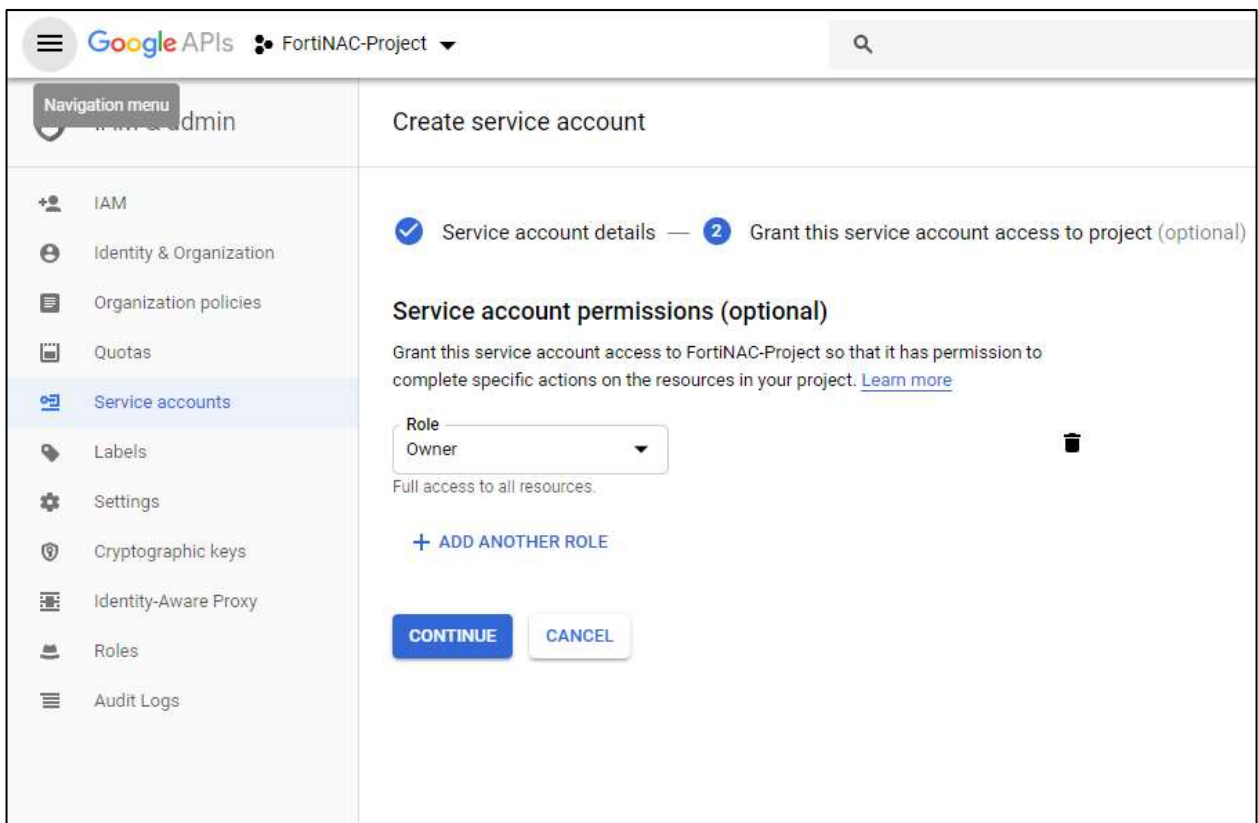 Google APIs FortiNAC-Project
Navigation menu
IAM & admin
Create service account
IAM
Identity & Organization
Organization policies
Quotas
Service accounts
Labels
Settings
Cryptographic keys
Identity-Aware Proxy
Roles
Audit Logs
Service account details — 2 Grant this service account access to project (optional)
Service account permissions (optional)
Grant this service account access to FortiNAC-Project so that it has permission to
complete specific actions on the resources in your project. Learn more
Role
Owner
Full access to all resources.
+ ADD ANOTHER ROLE
CONTINUE CANCEL